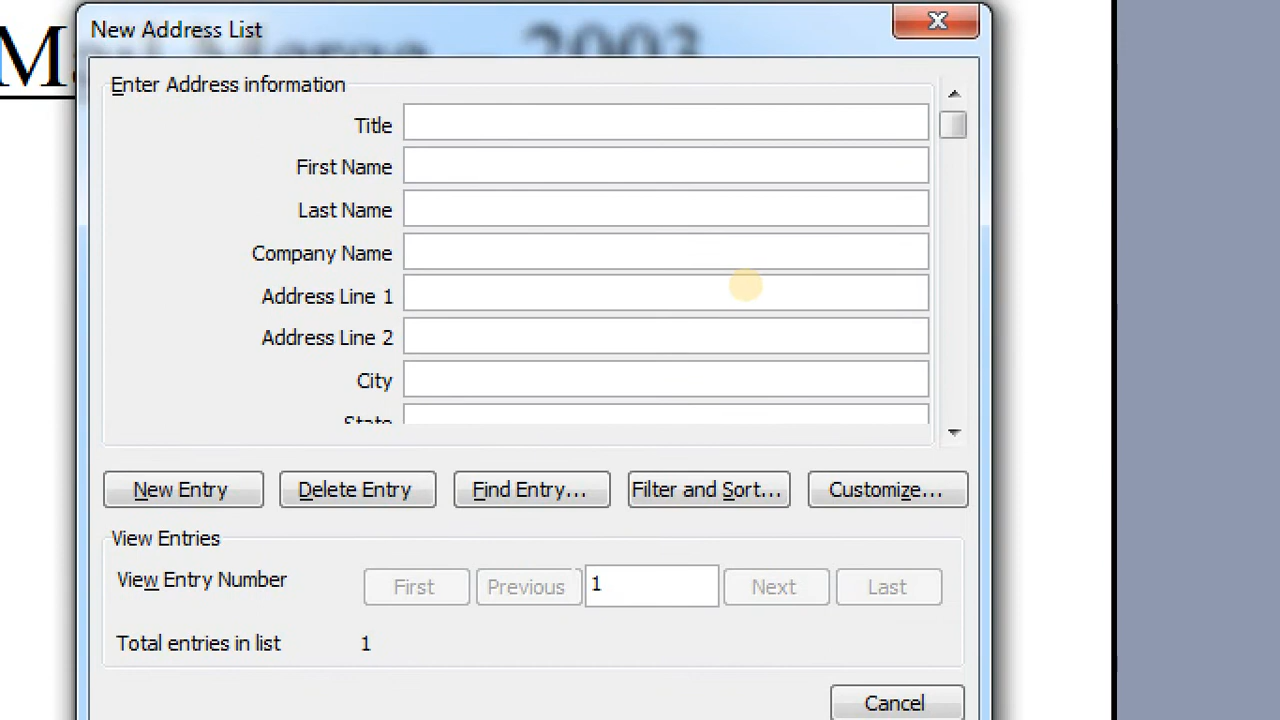 New Address List
2003
Enter Address information
Title
First Name
Last Name
Company Name
Address Line 1
Address Line 2
City
State
New Entry
Delete Entry
Find Entry...
Filter and Sort...
Customize...
View Entries
View Entry Number
First
Previous
1
Next
Last
Total entries in list 1
Cancel